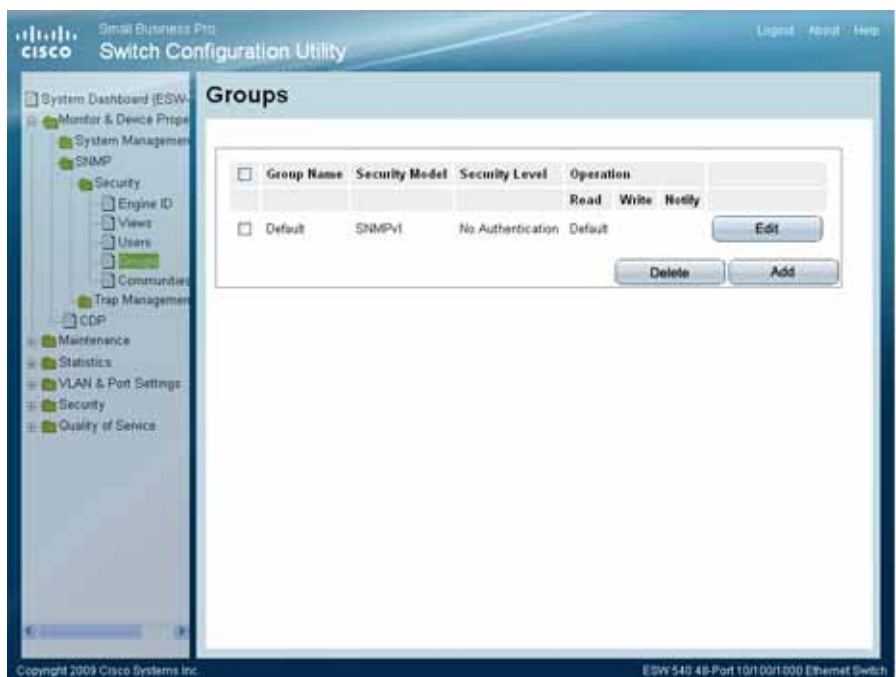 Small Business Pro
cisco Switch Configuration Utility
Logout About Help
System Dashboard (ESW-
Monitor & Device Prope
System Managemen
SNMP
Security
Engine ID
Views
Users
Groups
Communities
Trap Managemen
CDP
Maintenance
Statistics
VLAN & Port Settings
Security
Quality of Service
Groups
Group Name Security Model Security Level Operation
Read Write Notify
Default SNMPv1 No Authentication Default Edit
Delete Add
Copyright 2009 Cisco Systems Inc.
ESW 540 48-Port 10/100/1000 Ethernet Switch